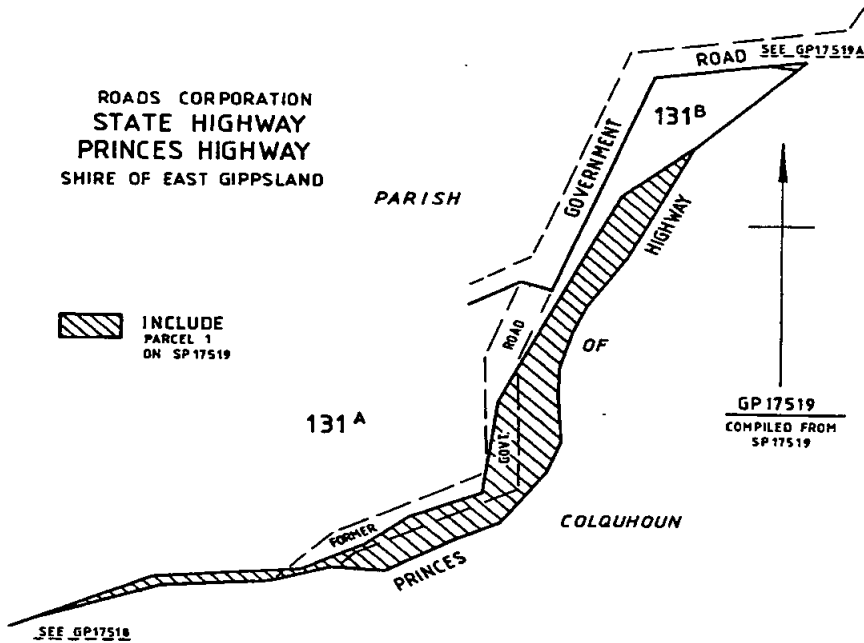 ROADS CORPORATION
STATE HIGHWAY
PRINCES HIGHWAY
SHIRE OF EAST GIPPSLAND
ROAD
SEE GP17519A
131B
GOVERNMENT
PARISH
HIGHWAY
INCLUDE
PARCEL 1
ON SP17519
ROAD
OF
131A
GOVT.
GP17519
COMPILED FROM
SP17519
COLQUHOUN
FORMER
PRINCES
SEE GP17518